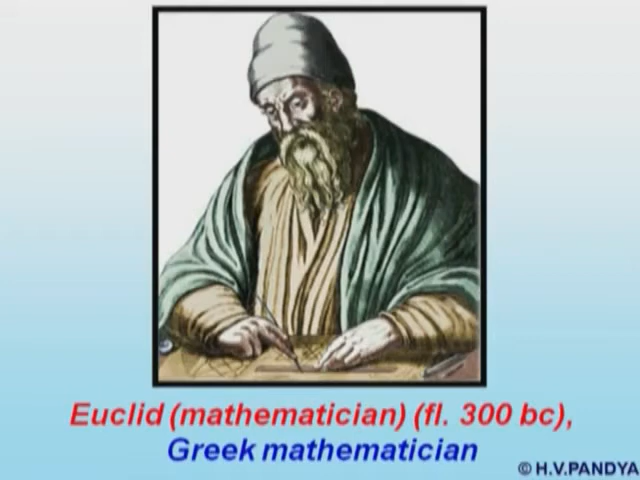 Euclid (mathematician) (fl. 300 bc),
Greek mathematician
© H.V.PANDYA